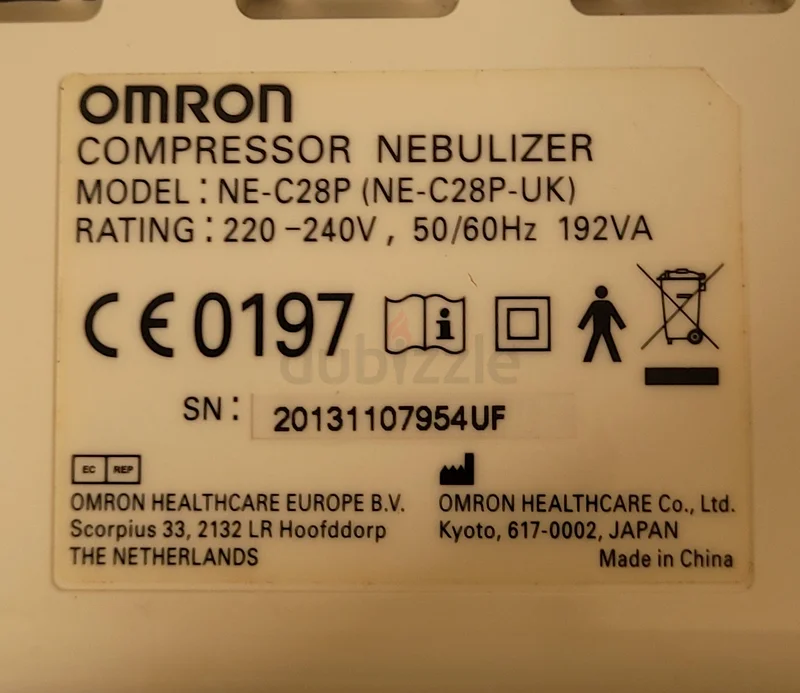 OMRON
COMPRESSOR NEBULIZER
MODEL : NE-C28P (NE-C28P-UK)
RATING : 220 -240V , 50/60Hz 192VA
CE 0197
dubizzle
SN : 20131107954UF
EC REP
OMRON HEALTHCARE EUROPE B.V.
Scorpius 33, 2132 LR Hoofddorp
THE NETHERLANDS
OMRON HEALTHCARE Co., Ltd.
Kyoto, 617-0002, JAPAN
Made in China